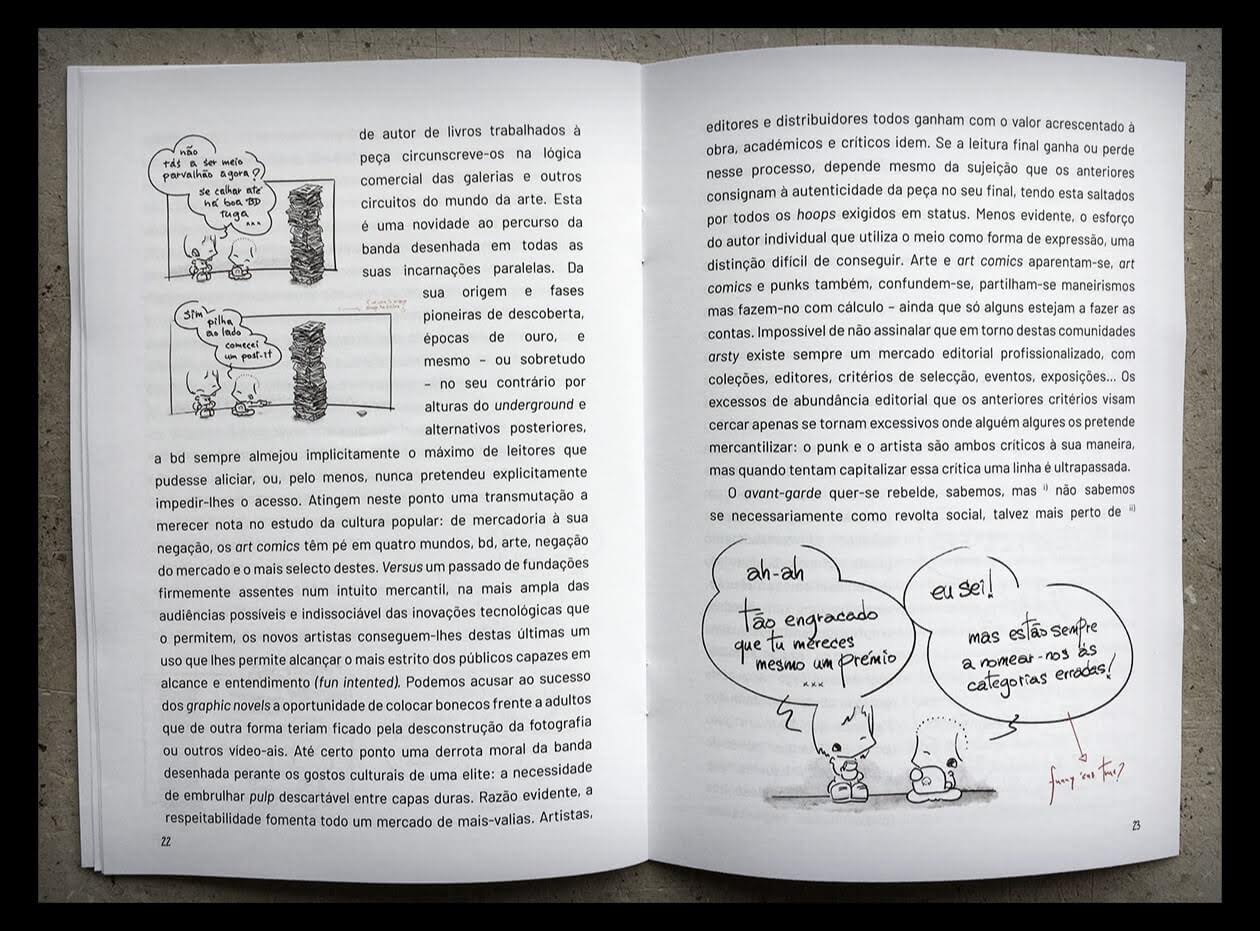 não
tás a ser meio
parvalhão agora?
se calhar até
há boa BD
tuga
...
sim
pilha
ao lado
comecei
um post-it
de autor de livros trabalhados à
peça circunscreve-os na lógica
comercial das galerias e outros
circuitos do mundo da arte. Esta
é uma novidade ao percurso da
banda desenhada em todas as
suas incarnações paralelas. Da
sua origem e fases
pioneiras de descoberta,
épocas de ouro, e
mesmo – ou sobretudo
– no seu contrário por
alturas do underground e
alternativos posteriores,
a bd sempre almejou implicitamente o máximo de leitores que
pudesse aliciar, ou, pelo menos, nunca pretendeu explicitamente
impedir-lhes o acesso. Atingem neste ponto uma transmutação a
merecer nota no estudo da cultura popular: de mercadoria à sua
negação, os art comics têm pé em quatro mundos, bd, arte, negação
do mercado e o mais selecto destes. Versus um passado de fundações
firmemente assentes num intuito mercantil, na mais ampla das
audiências possíveis e indissociável das inovações tecnológicas que
o permitem, os novos artistas conseguem-lhes destas últimas um
uso que lhes permite alcançar o mais estrito dos públicos capazes em
alcance e entendimento (fun intented). Podemos acusar ao sucesso
dos graphic novels a oportunidade de colocar bonecos frente a adultos
que de outra forma teriam ficado pela desconstrução da fotografia
ou outros vídeo-ais. Até certo ponto uma derrota moral da banda
desenhada perante os gostos culturais de uma elite: a necessidade
de embrulhar pulp descartável entre capas duras. Razão evidente, a
respeitabilidade fomenta todo um mercado de mais-valias. Artistas,
22
editores e distribuidores todos ganham com o valor acrescentado à
obra, académicos e críticos idem. Se a leitura final ganha ou perde
nesse processo, depende mesmo da sujeição que os anteriores
consignam à autenticidade da peça no seu final, tendo esta saltados
por todos os hoops exigidos em status. Menos evidente, o esforço
do autor individual que utiliza o meio como forma de expressão, uma
distinção difícil de conseguir. Arte e art comics aparentam-se, art
comics e punks também, confundem-se, partilham-se maneirismos
mas fazem-no com cálculo – ainda que só alguns estejam a fazer as
contas. Impossível de não assinalar que em torno destas comunidades
arsty existe sempre um mercado editorial profissionalizado, com
coleções, editores, critérios de selecção, eventos, exposições... Os
excessos de abundância editorial que os anteriores critérios visam
cercar apenas se tornam excessivos onde alguém algures os pretende
mercantilizar: o punk e o artista são ambos críticos à sua maneira,
mas quando tentam capitalizar essa crítica uma linha é ultrapassada.
O avant-garde quer-se rebelde, sabemos, mas i) não sabemos
se necessariamente como revolta social, talvez mais perto de ii)
ah-ah
tão engraçado
que tu mereces
mesmo um prémio
...
eu sei!
mas estão sempre
a nomear-nos às
categorias erradas!
funny 'cos true?
23